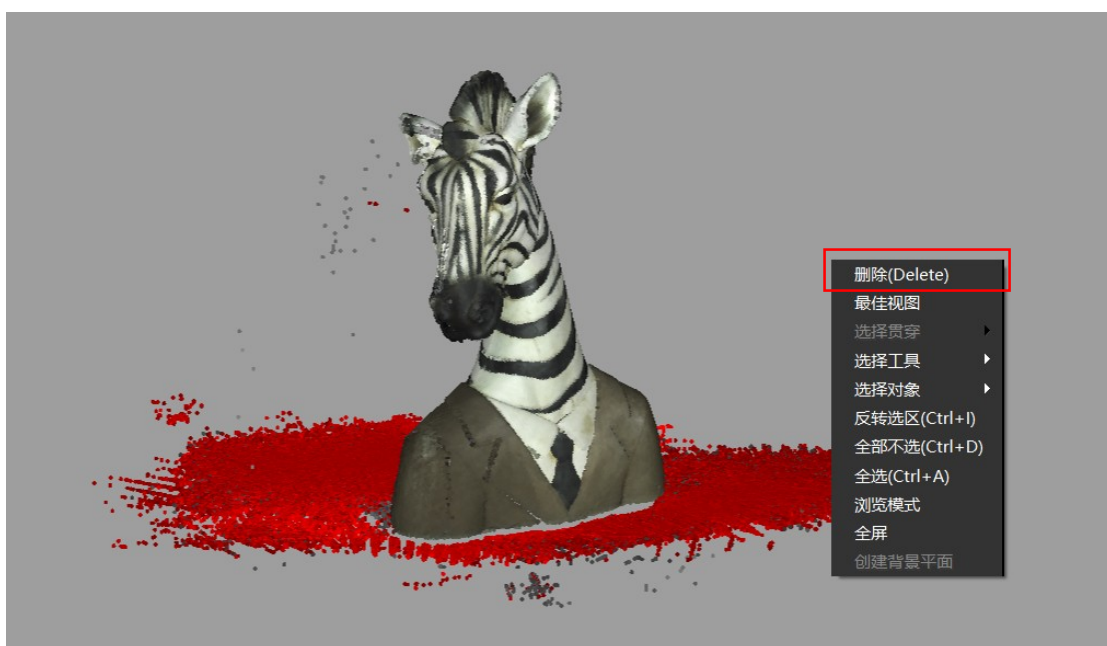 删除(Delete)
最佳视图
选择贯穿
选择工具
选择对象
反转选区(Ctrl+I)
全部不选(Ctrl+D)
全选(Ctrl+A)
浏览模式
全屏
创建背景平面